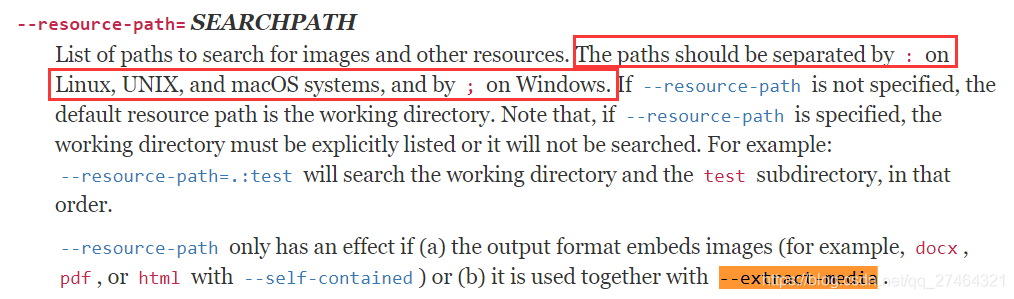 --resource-path= SEARCHPATH
List of paths to search for images and other resources. The paths should be separated by : on
Linux, UNIX, and macOS systems, and by ; on Windows. If --resource-path is not specified, the
default resource path is the working directory. Note that, if --resource-path is specified, the
working directory must be explicitly listed or it will not be searched. For example:
--resource-path=.:test will search the working directory and the test subdirectory, in that
order.
--resource-path only has an effect if (a) the output format embeds images (for example, docx,
pdf, or html with --self-contained) or (b) it is used together with --extract-media.
https://blog.csdn.net/qq_27464321